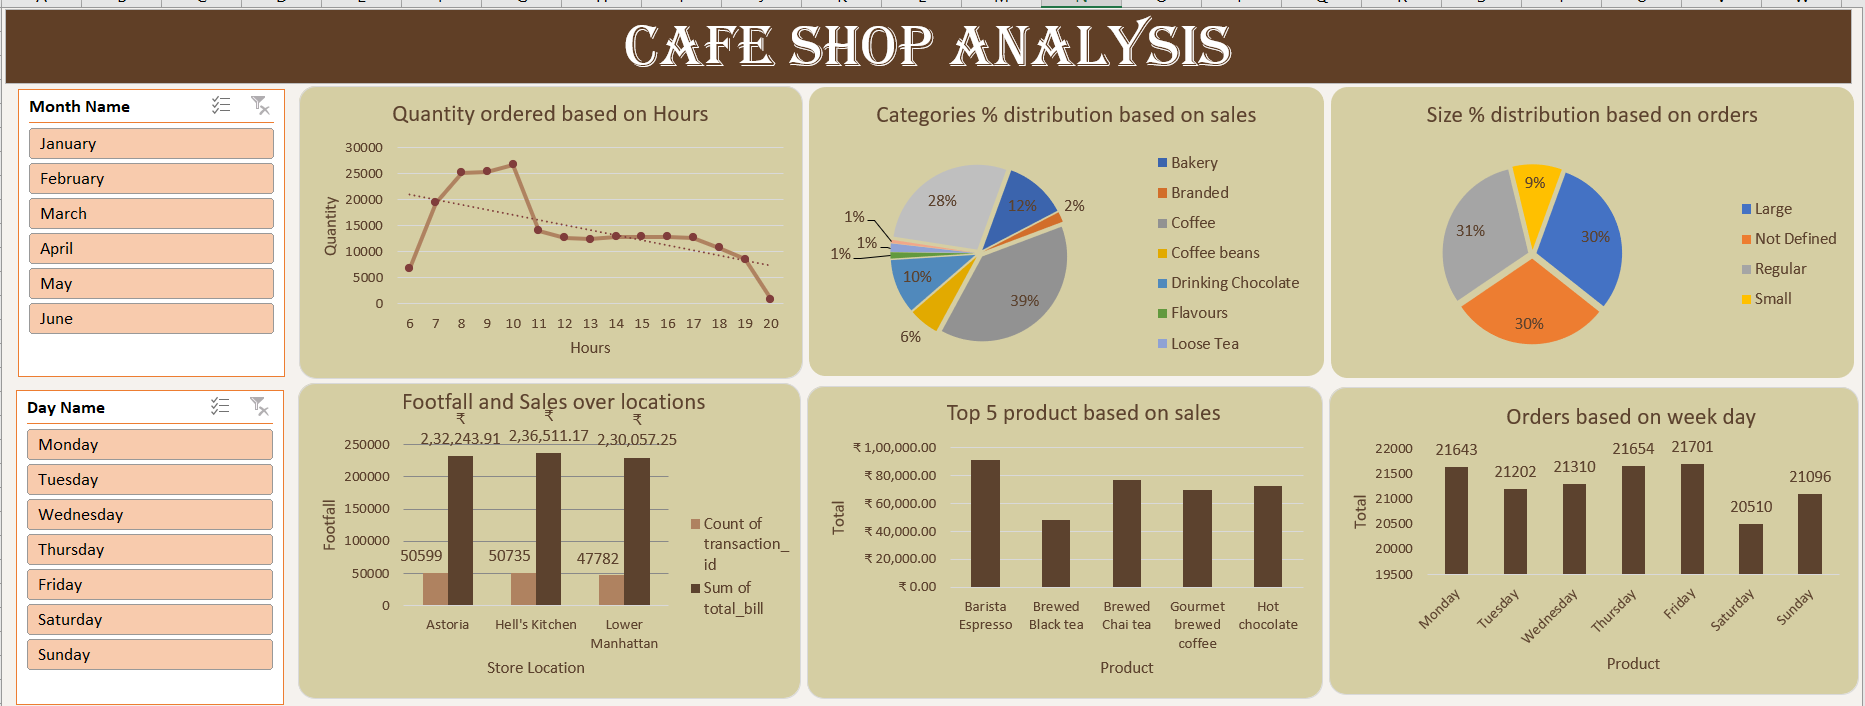 CAFE SHOP ANALYSIS
Month Name
January
February
March
April
May
June
Day Name
Monday
Tuesday
Wednesday
Thursday
Friday
Saturday
Sunday
Quantity ordered based on Hours
30000
25000
20000
15000
10000
5000
0
Quantity
6 7 8 9 10 11 12 13 14 15 16 17 18 19 20
Hours
Categories % distribution based on sales
28%
12%
2%
1%
1%
1%
10%
39%
6%
Bakery
Branded
Coffee
Coffee beans
Drinking Chocolate
Flavours
Loose Tea
Size % distribution based on orders
9%
31%
30%
30%
Large
Not Defined
Regular
Small
Footfall and Sales over locations
₹ ₹ ₹
2,32,243.91 2,36,511.17 2,30,057.25
250000
200000
150000
100000
50000
0
Footfall
50599 50735 47782
Astoria Hell's Kitchen Lower
Manhattan
Store Location
Count of
transaction_
id
Sum of
total_bill
Top 5 product based on sales
₹ 1,00,000.00
₹ 80,000.00
₹ 60,000.00
₹ 40,000.00
₹ 20,000.00
₹ 0.00
Total
Barista Brewed Brewed Gourmet Hot
Espresso Black tea Chai tea brewed chocolate
coffee
Product
Orders based on week day
22000
21500
21000
20500
20000
19500
Total
21643 21202 21310 21654 21701 20510 21096
Monday Tuesday Wednesday Thursday Friday Saturday Sunday
Product